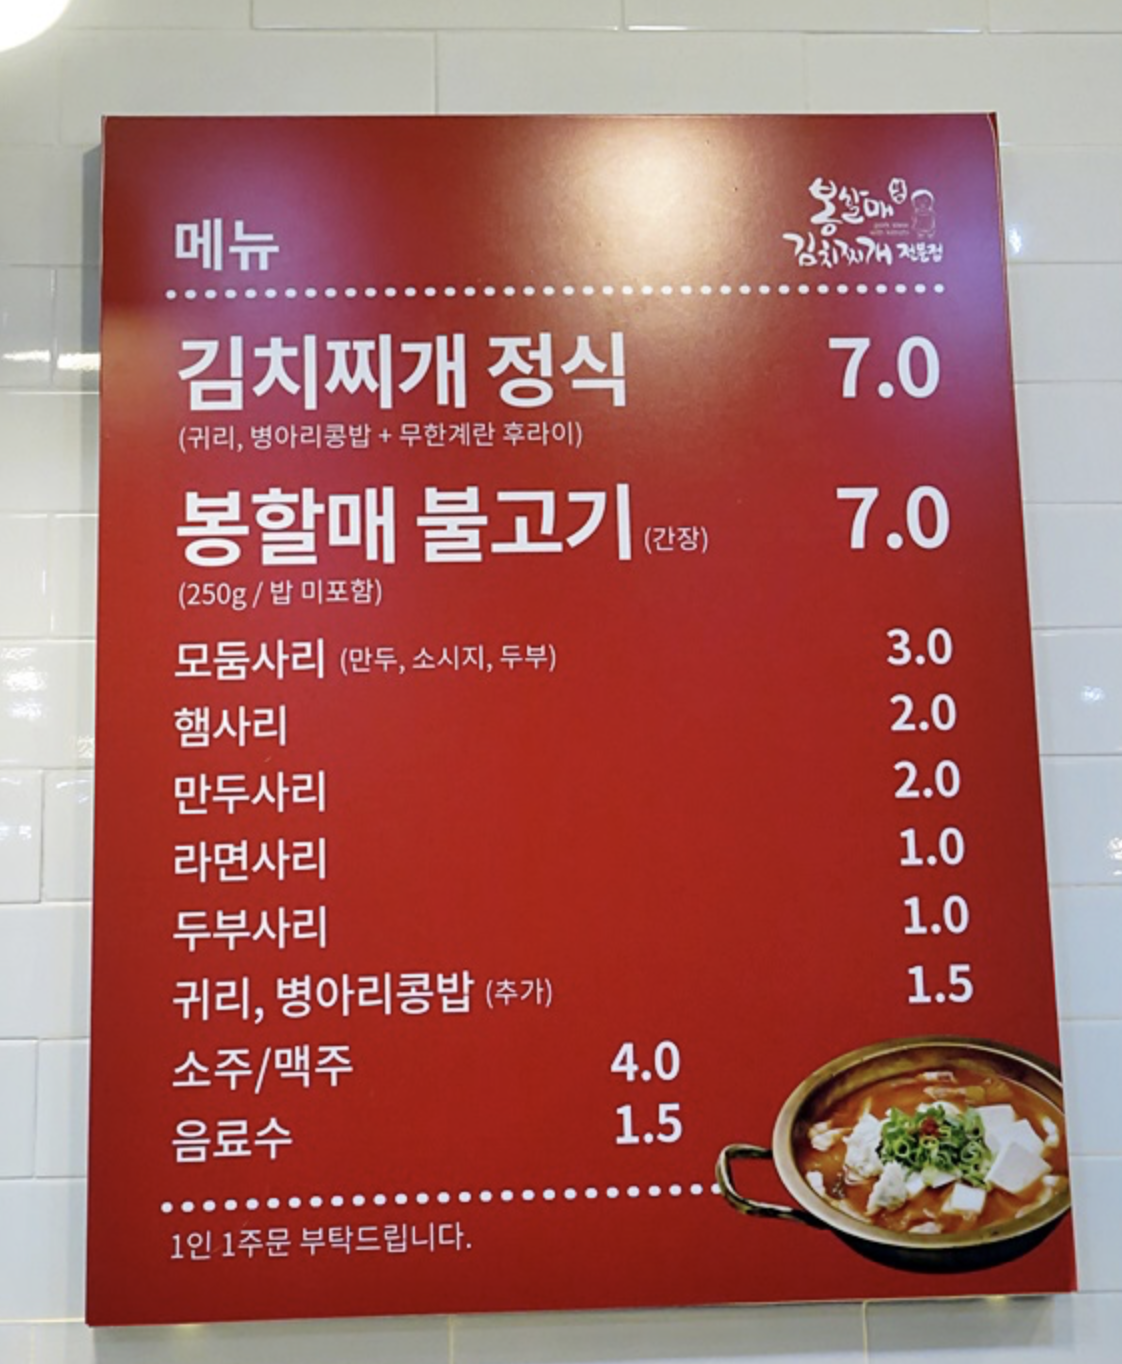 메뉴
봉할매
김치찌개 전문점
김치찌개 정식 7.0
(귀리, 병아리콩밥 + 무한계란 후라이)
봉할매 불고기 (간장) 7.0
(250g / 밥 미포함)
모둠사리 (만두, 소시지, 두부) 3.0
햄사리 2.0
만두사리 2.0
라면사리 1.0
두부사리 1.0
귀리, 병아리콩밥 (추가) 1.5
소주/맥주 4.0
음료수 1.5
1인 1주문 부탁드립니다.